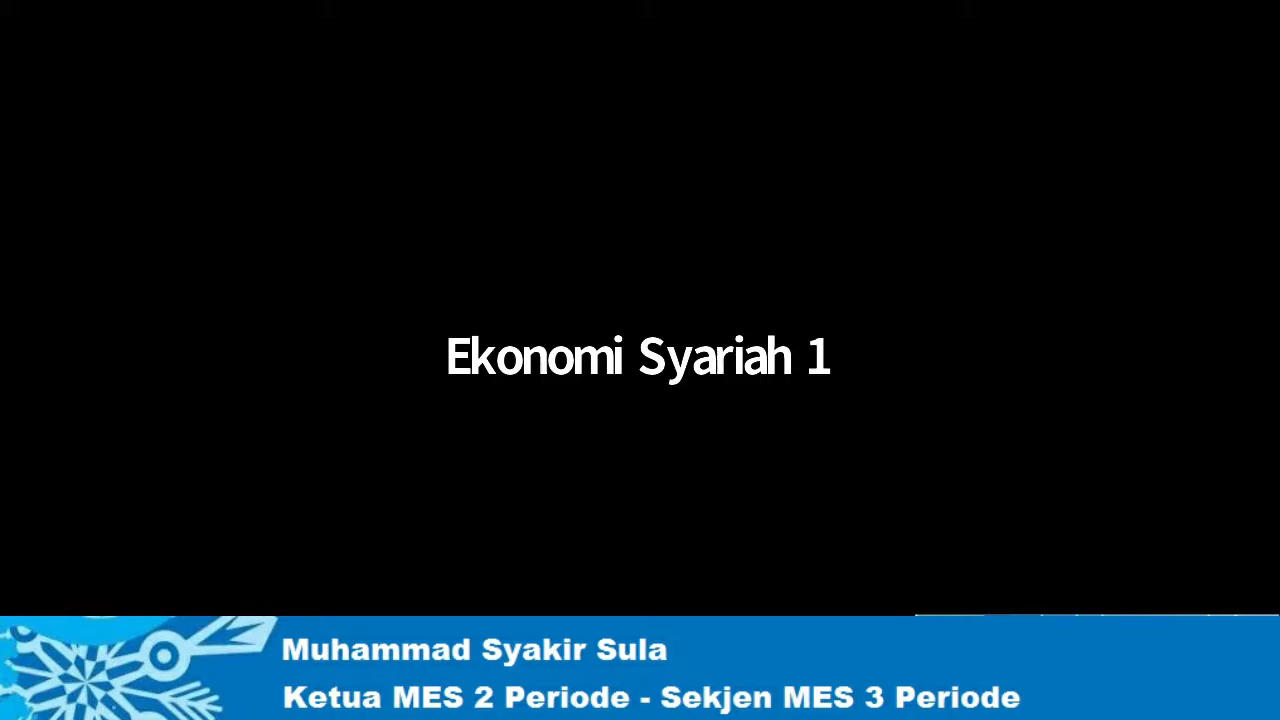 Ekonomi Syariah 1
Muhammad Syakir Sula
Ketua MES 2 Periode - Sekjen MES 3 Periode